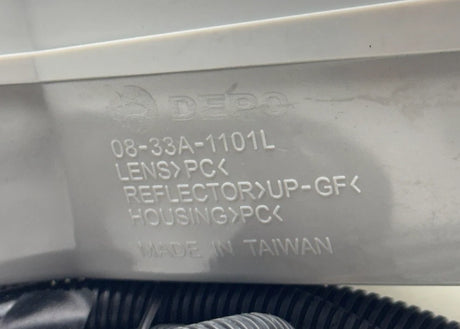 DEPO
08-33A-1101L
LENS>PC<
REFLECTOR>UP-GF<
HOUSING>PC<
MADE IN TAIWAN